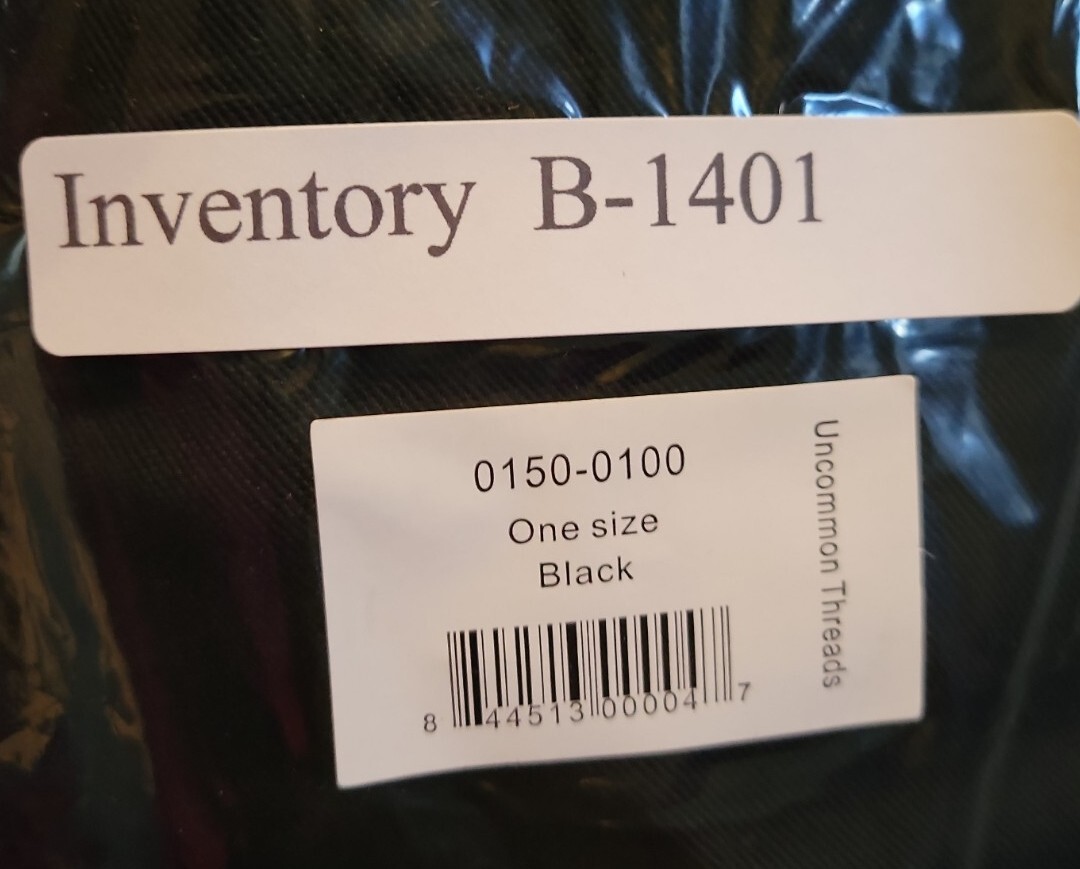 Inventory B-1401
0150-0100
One size
Black
8 44513 00004 7
Uncommon Threads